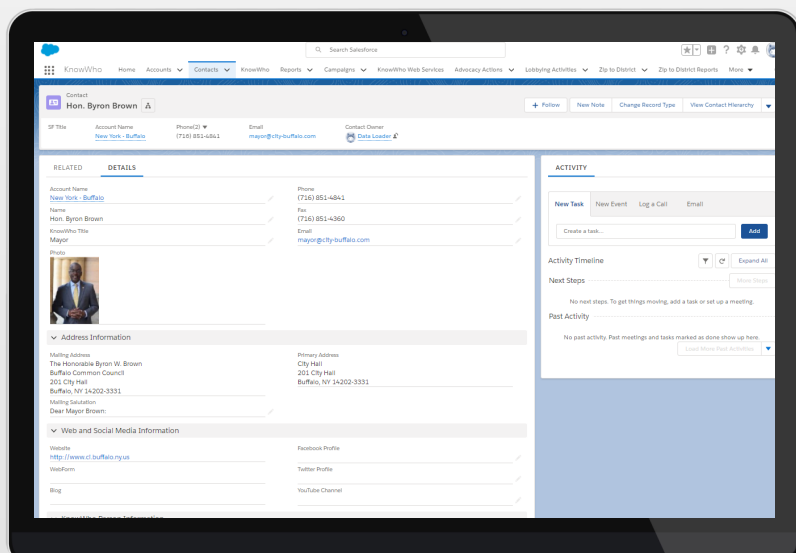 Search Salesforce
KnowWho Home Accounts Contacts KnowWho Reports Campaigns KnowWho Web Services Advocacy Actions Lobbying Activities Zip to District Zip to District Reports More
Contact
Hon. Byron Brown
+ Follow New Note Change Record Type View Contact Hierarchy
SF Title Account Name Phone(2) Email Contact Owner
New York - Buffalo (716) 851-4841 mayor@city-buffalo.com Data Loader
RELATED DETAILS
Account Name
New York - Buffalo
Name
Hon. Byron Brown
KnowWho Title
Mayor
Photo
Phone
(716) 851-4841
Fax
(716) 851-4360
Email
mayor@city-buffalo.com
Address Information
Mailing Address
The Honorable Byron W. Brown
Buffalo Common Council
201 City Hall
Buffalo, NY 14202-3331
Mailing Salutation
Dear Mayor Brown:
Primary Address
City Hall
201 City Hall
Buffalo, NY 14202-3331
Web and Social Media Information
Website
http://www.ci.buffalo.ny.us
WebForm
Blog
Facebook Profile
Twitter Profile
YouTube Channel
KnowWho Person Information
ACTIVITY
New Task New Event Log a Call Email
Create a task... Add
Activity Timeline Expand All
Next Steps More Steps
No next steps. To get things moving, add a task or set up a meeting.
Past Activity
No past activity. Past meetings and tasks marked as done show up here.
Load More Past Activities